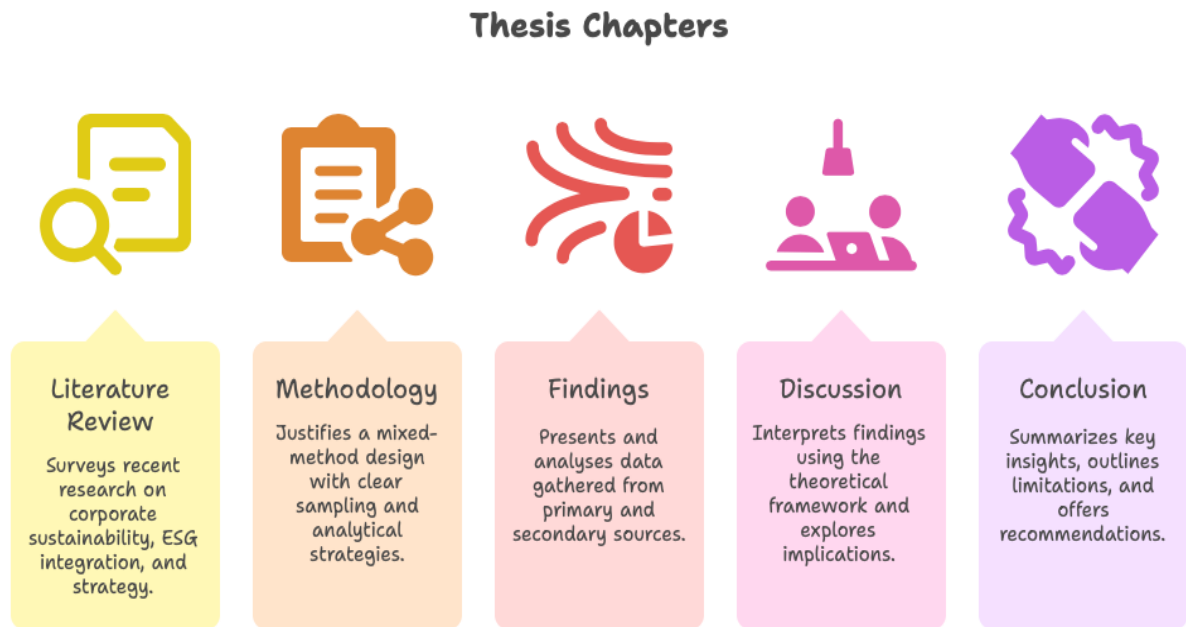 Thesis Chapters
Literature
Review
Surveys recent
research on
corporate
sustainability, ESG
integration, and
strategy.
Methodology
Justifies a mixed-
method design
with clear
sampling and
analytical
strategies.
Findings
Presents and
analyses data
gathered from
primary and
secondary sources.
Discussion
Interprets findings
using the
theoretical
framework and
explores
implications.
Conclusion
Summarizes key
insights, outlines
limitations, and
offers
recommendations.